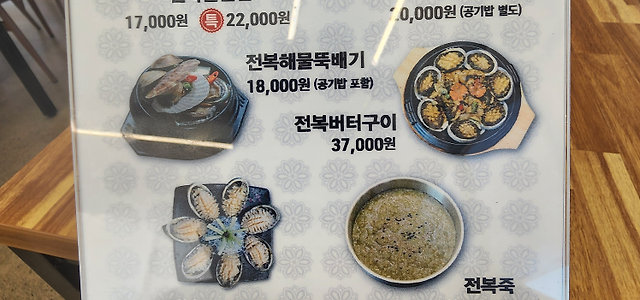 17,000원 특 22,000원
20,000원 (공기밥 별도)
전복해물뚝배기
18,000원 (공기밥 포함)
전복버터구이
37,000원
전복죽